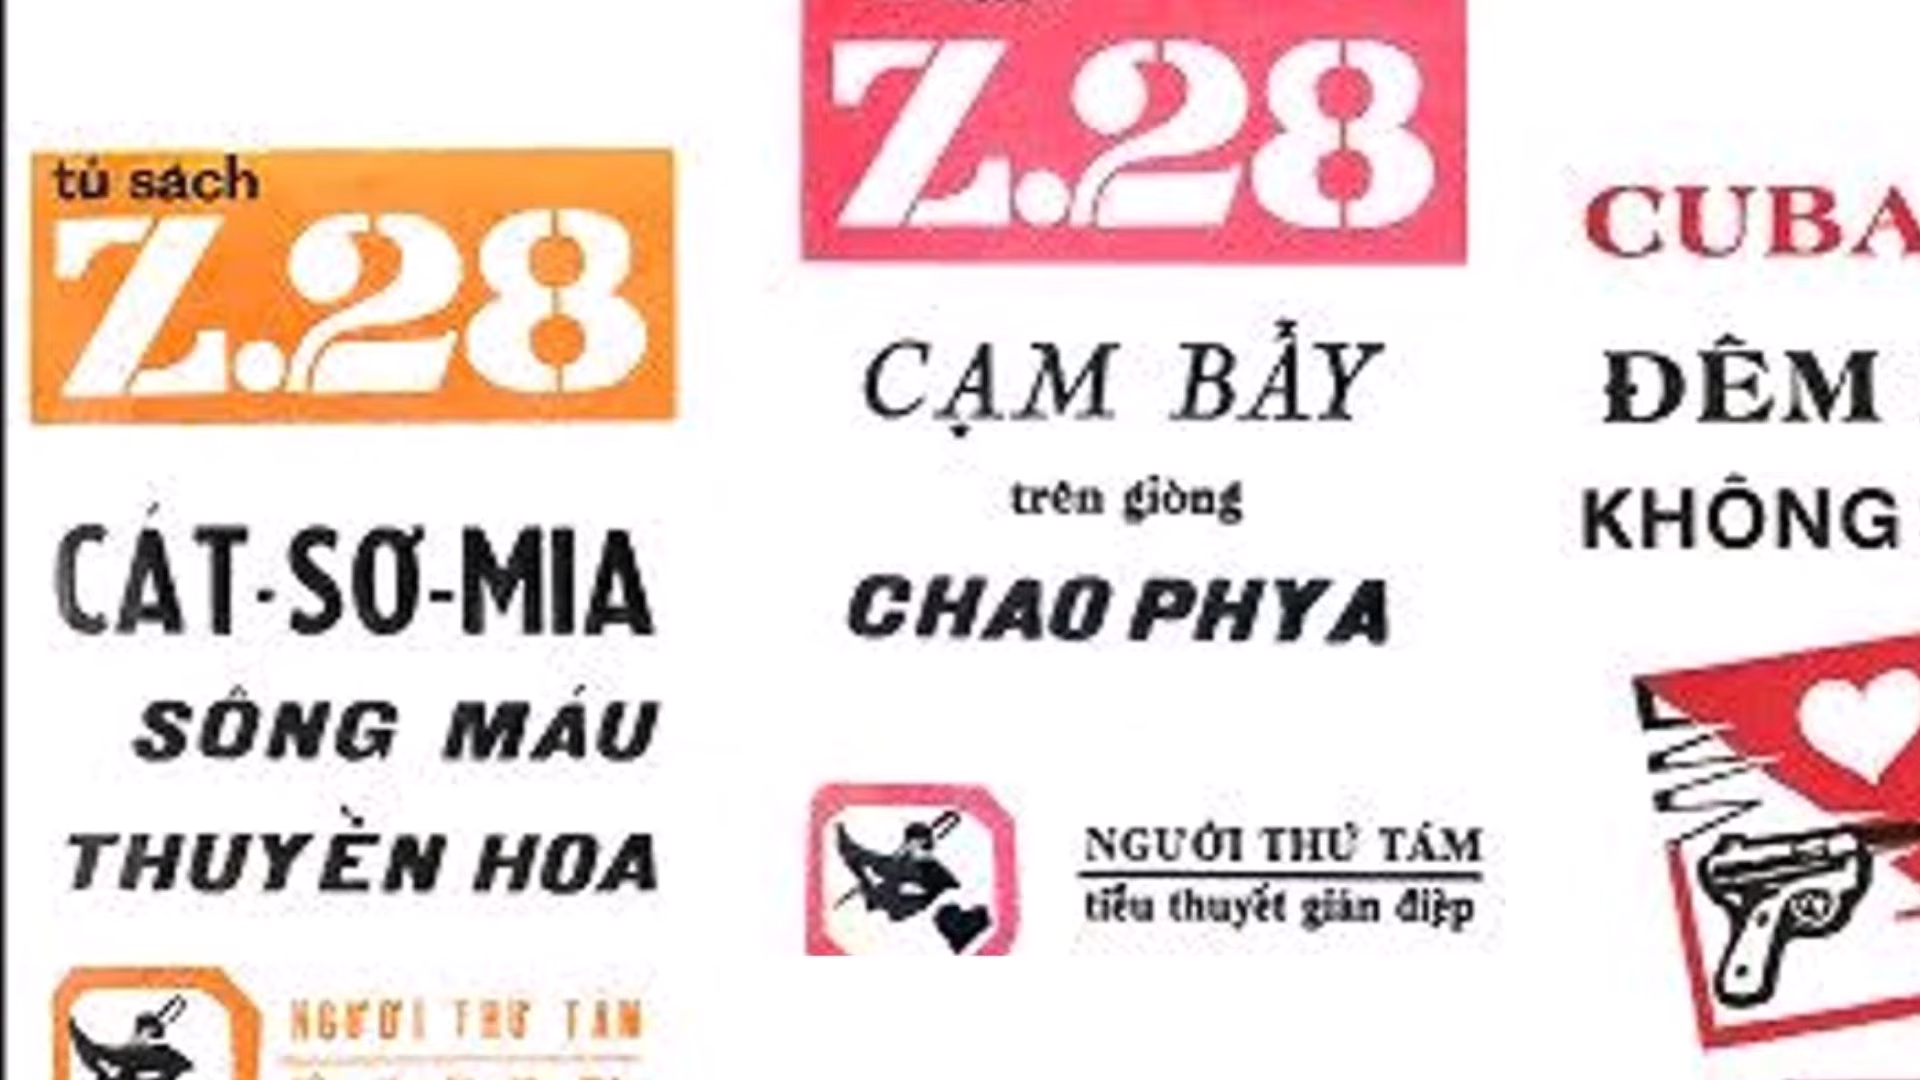 tủ sách
Z.28
CÁT-SƠ-MIA
SÔNG MÁU
THUYỀN HOA
NGƯỜI THỨ TÁM
Z.28
CẠM BẪY
trên giòng
CHAO PHYA
NGƯỜI THỨ TÁM
tiểu thuyết gián điệp
CUBA
ĐÊM
KHÔNG